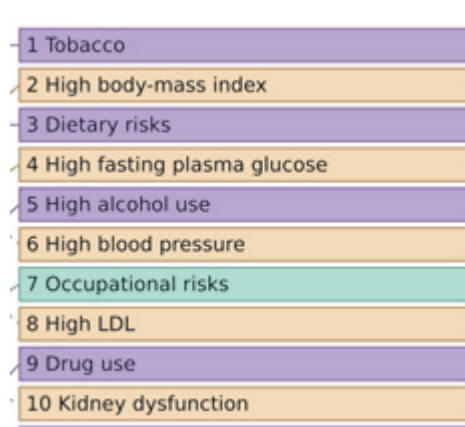 1 Tobacco
2 High body-mass index
3 Dietary risks
4 High fasting plasma glucose
5 High alcohol use
6 High blood pressure
7 Occupational risks
8 High LDL
9 Drug use
10 Kidney dysfunction